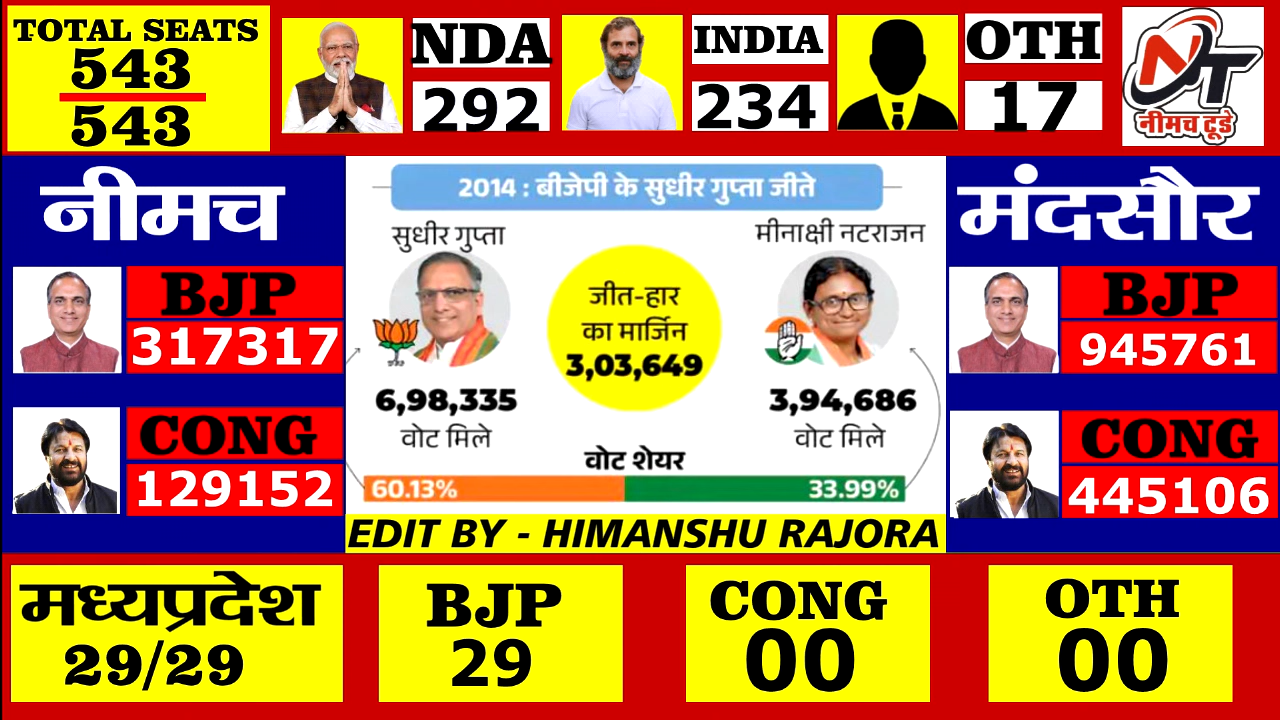 TOTAL SEATS
543
543
NDA
292
INDIA
234
OTH
17
NT
नीमच टूडे
नीमच
BJP
317317
CONG
129152
2014 : बीजेपी के सुधीर गुप्ता जीते
सुधीर गुप्ता
मीनाक्षी नटराजन
जीत-हार
का मार्जिन
3,03,649
6,98,335
वोट मिले
3,94,686
वोट मिले
वोट शेयर
60.13%
33.99%
EDIT BY - HIMANSHU RAJORA
मंदसौर
BJP
945761
CONG
445106
मध्यप्रदेश
29/29
BJP
29
CONG
00
OTH
00